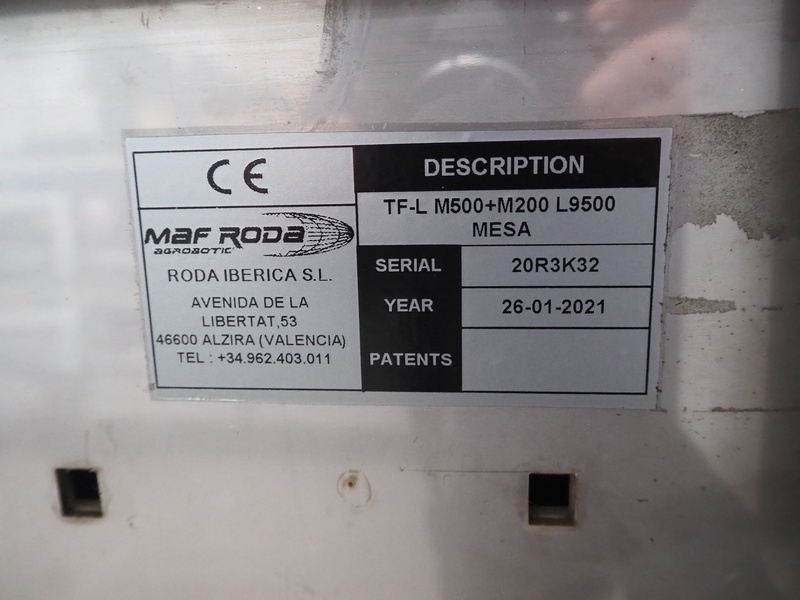 CE
MAF RODA
AGROBOTIC
RODA IBERICA S.L.
AVENIDA DE LA
LIBERTAT,53
46600 ALZIRA (VALENCIA)
TEL : +34.962.403.011
DESCRIPTION
TF-L M500+M200 L9500
MESA
SERIAL 20R3K32
YEAR 26-01-2021
PATENTS